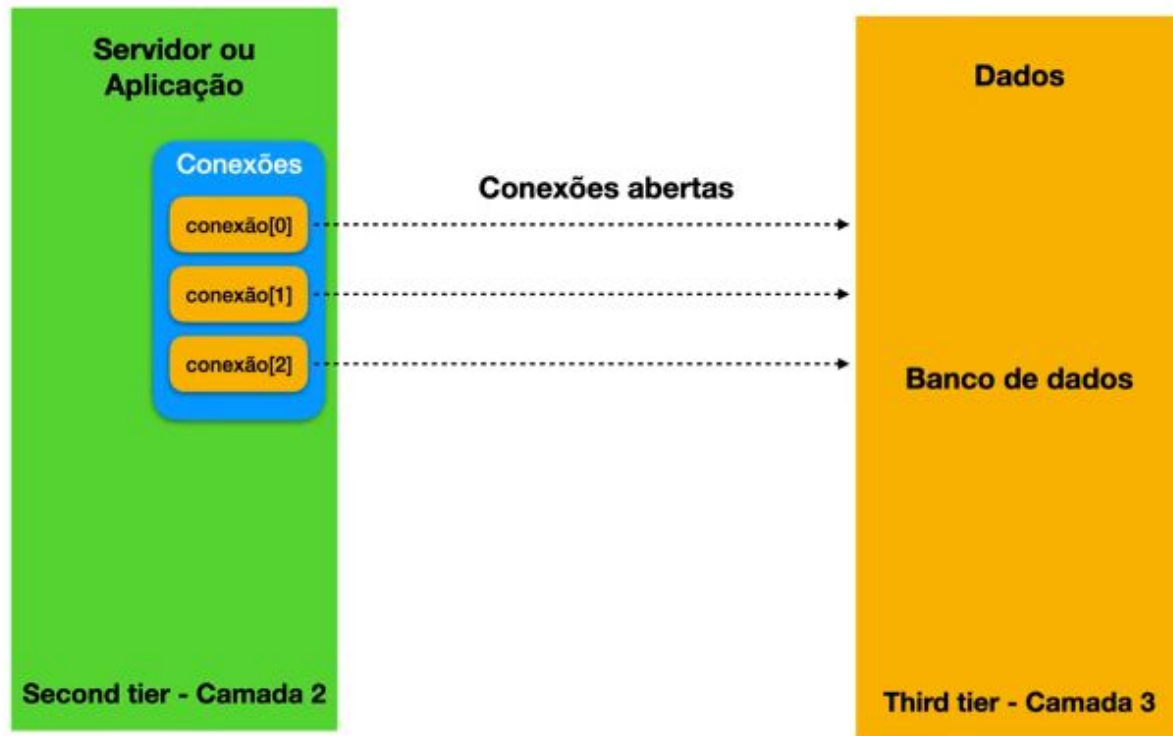 Servidor ou
Aplicação
Conexões
conexão[0]
conexão[1]
conexão[2]
Second tier - Camada 2
Conexões abertas
Dados
Banco de dados
Third tier - Camada 3